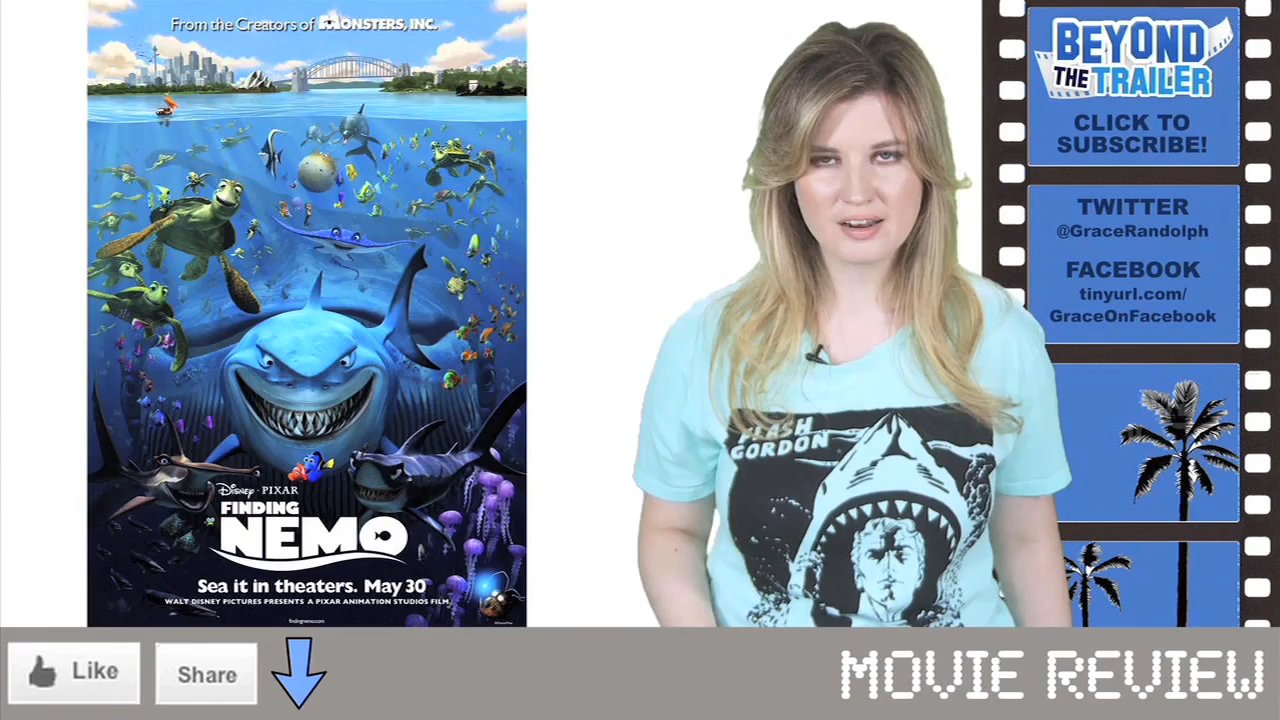 From the Creators of MONSTERS, INC.
DISNEY · PIXAR
FINDING
NEMO
Sea it in theaters. May 30
WALT DISNEY PICTURES PRESENTS A PIXAR ANIMATION STUDIOS FILM
findingnemo.com
FLASH
GORDON
BEYOND
THE TRAILER
CLICK TO
SUBSCRIBE!
TWITTER
@GraceRandolph
FACEBOOK
tinyurl.com/
GraceOnFacebook
Like
Share
MOVIE REVIEW